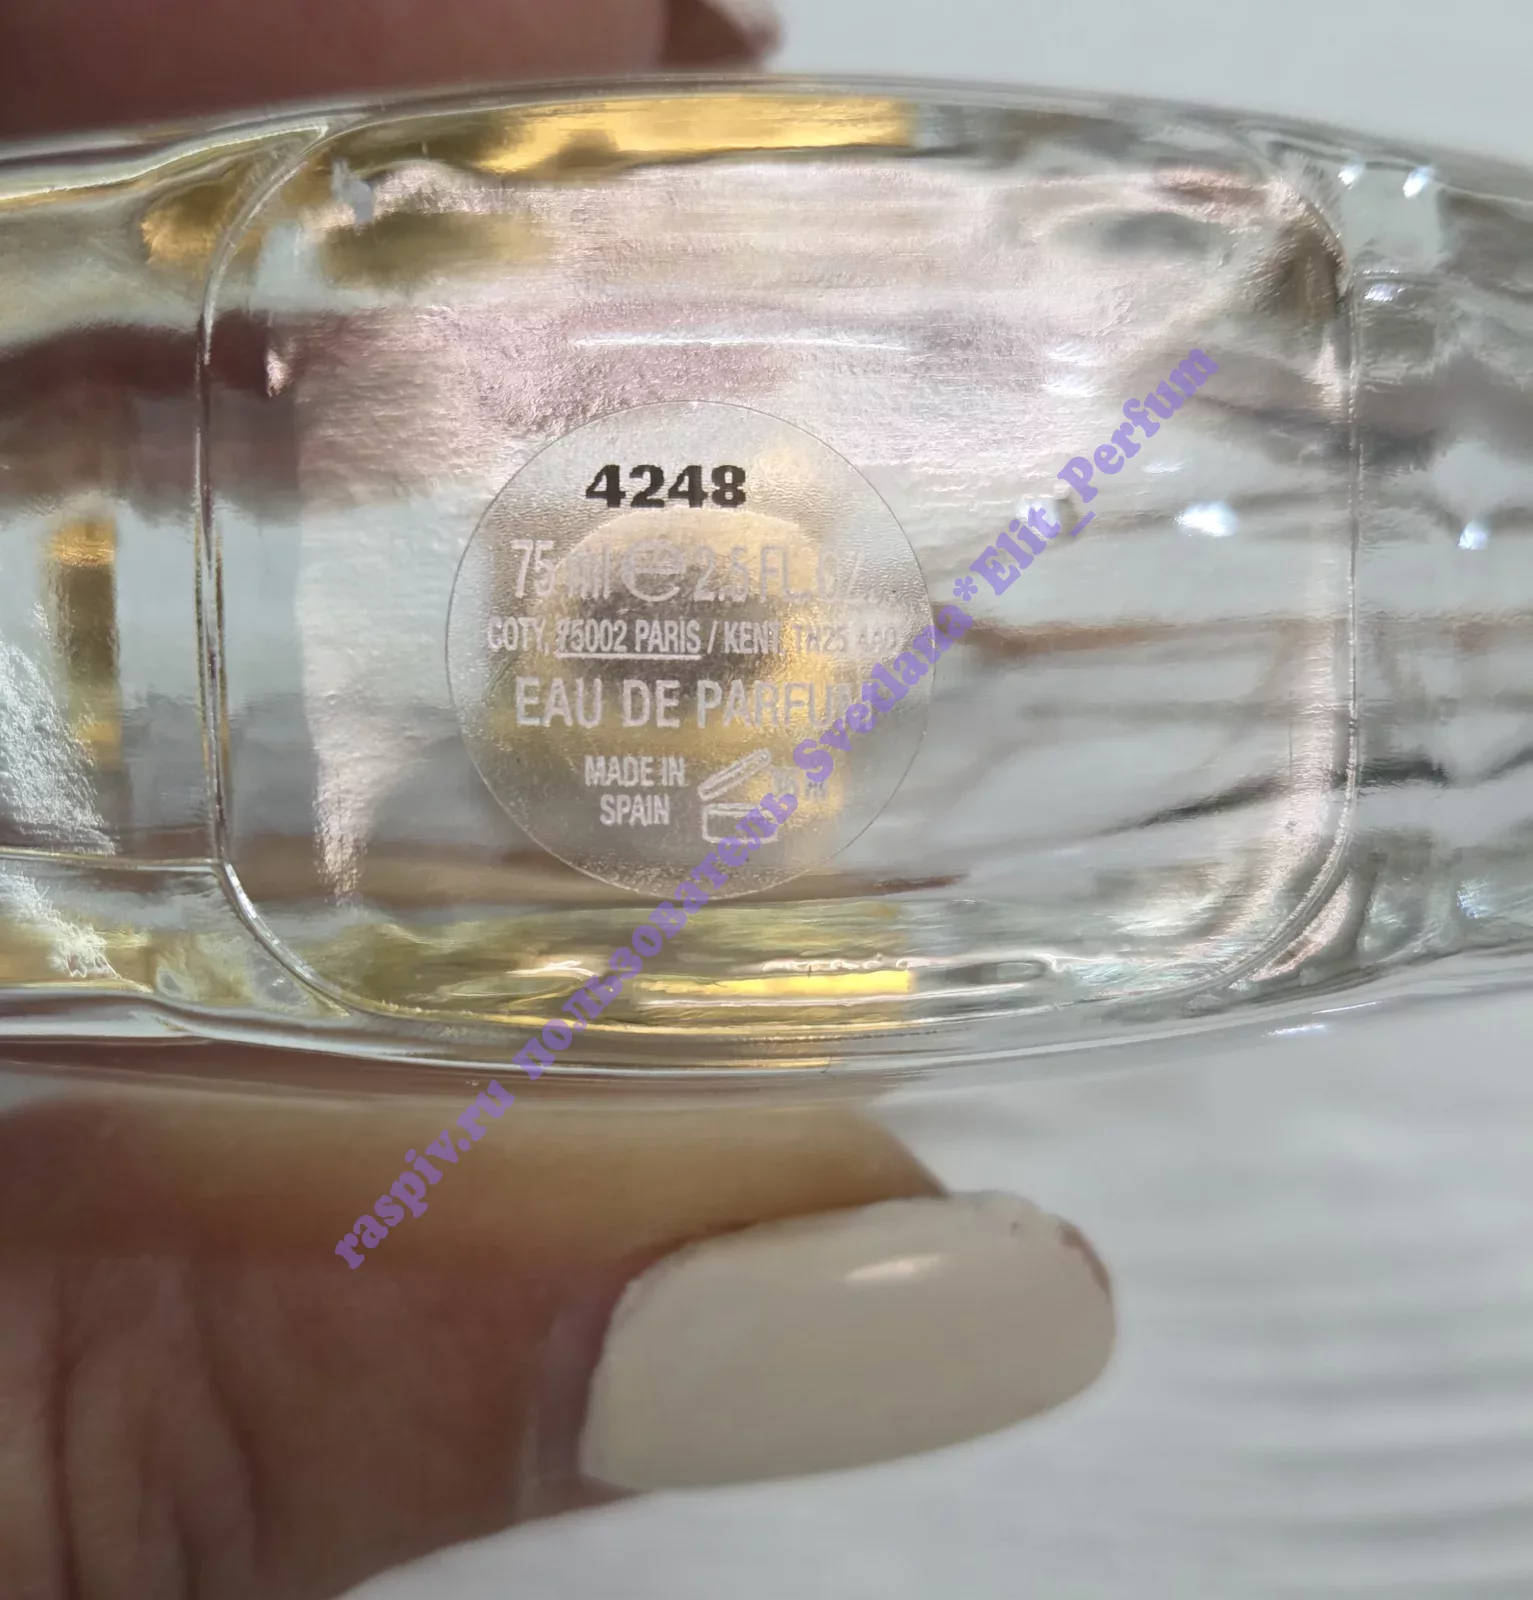 4248
75 ml e 2.5 FL. OZ.
COTY, 75002 PARIS / KENT, TN25
EAU DE PARFUM
MADE IN
SPAIN
raspiv.ru пользователь Svetlana*Elit_Perfum